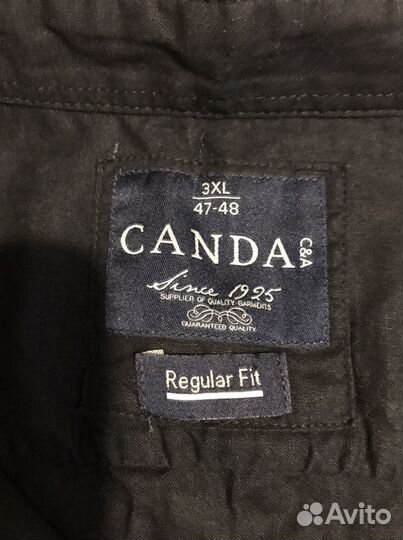 3XL
47-48
CANDA C&A
Since 1925
SUPPLIER OF QUALITY GARMENTS
GUARANTEED QUALITY
Regular Fit
Avito